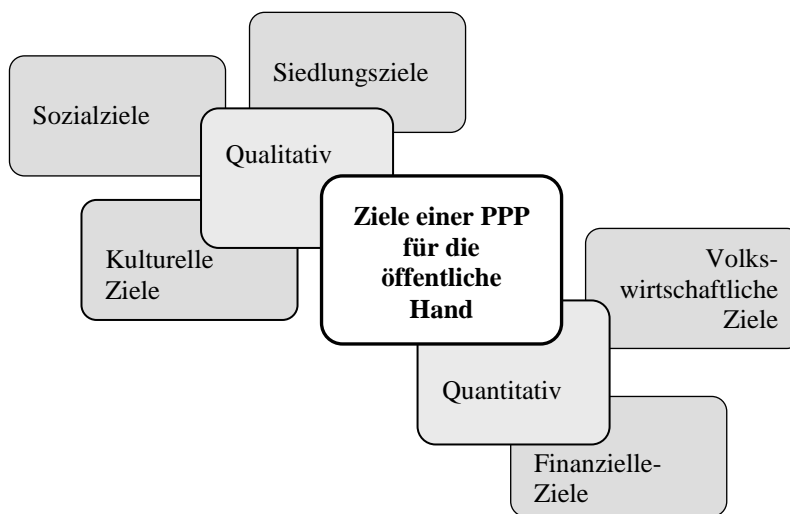 Siedlungsziele
Sozialziele
Qualitativ
Kulturelle
Ziele
Ziele einer PPP
für die
öffentliche
Hand
Volks-
wirtschaftliche
Ziele
Quantitativ
Finanzielle-
Ziele